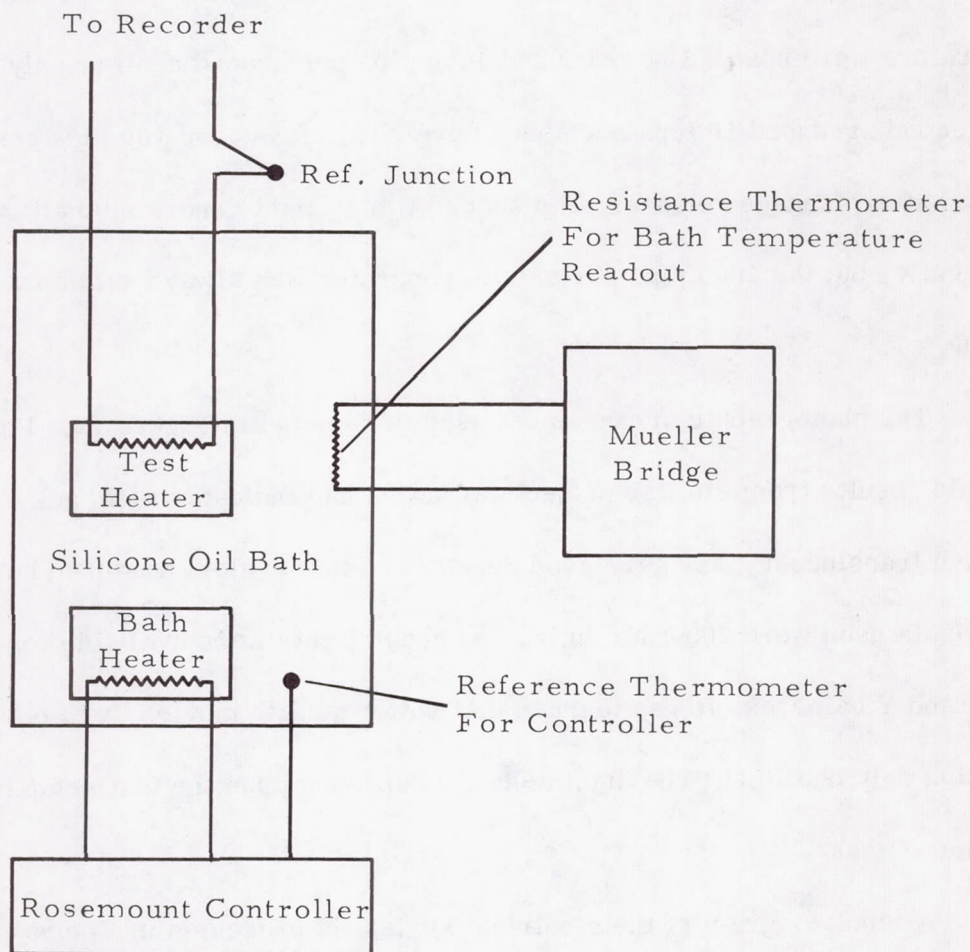 To Recorder
Ref. Junction
Resistance Thermometer
For Bath Temperature
Readout
Mueller
Bridge
Test
Heater
Silicone Oil Bath
Bath
Heater
Reference Thermometer
For Controller
Rosemount Controller